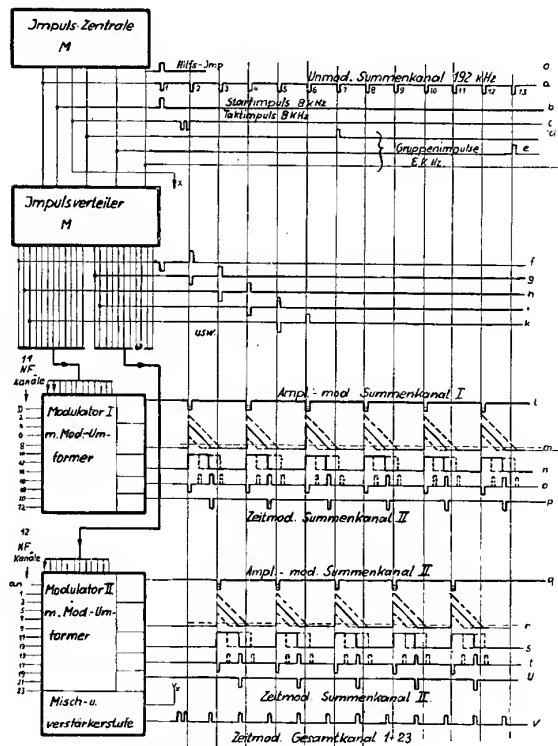 Impuls-Zentrale
M
Hilfs-Imp
o
Unmod. Summenkanal 192 kHz
a
1 2 3 4 5 6 7 8 9 10 11 12 13
b
Startimpuls 8 kHz
Taktimpuls 8 kHz
c
d
Gruppenimpulse
e
8 kHz
x
Impulsverteiler
M
f
g
h
i
k
usw.
11
NF
Kanäle
Modulator I
m. Mod-Um-
former
Ampl.-mod. Summenkanal I
l
m
n
o
p
Zeitmod. Summenkanal II
12
NF
Kanäle
Modulator II
m. Mod-Um-
former
Ampl.-mod. Summenkanal II
q
r
s
t
u
Zeitmod. Summenkanal II
Misch-u.
verstärkerstufe
v
Zeitmod. Gesamtkanal 1-23